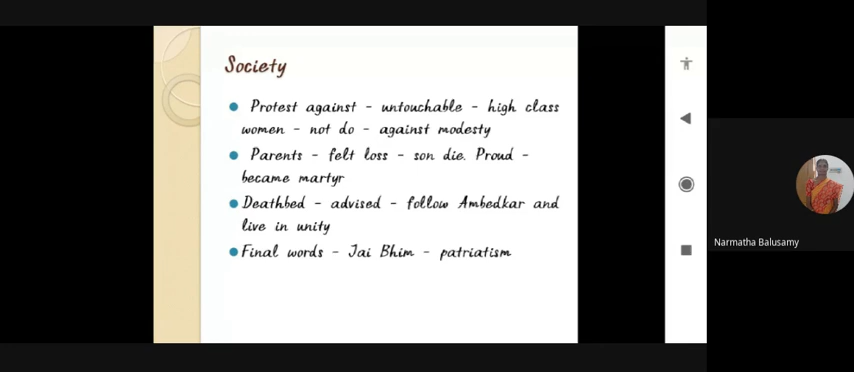 Society
Protest against - untouchable - high class
women - not do - against modesty
Parents - felt loss - son die. Proud -
became martyr
Deathbed - advised - follow Ambedkar and
live in unity
Final words - Jai Bhim - patriatism
Narmatha Balusamy